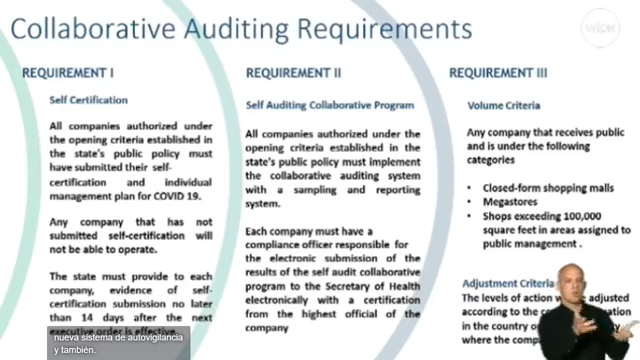 Collaborative Auditing Requirements
REQUIREMENT I
Self Certification
All companies authorized under
the opening criteria established in
the state's public policy must
have submitted their self-
certification and individual
management plan for COVID 19.
Any company that has not
submitted self-certification will
not be able to operate.
The state must provide to each
company, evidence of self-
certification submission no later
than 14 days after the next
executive order is effective.
REQUIREMENT II
Self Auditing Collaborative Program
All companies authorized under the
opening criteria established in the
state's public policy must implement
the collaborative auditing system
with a sampling and reporting
system.
Each company must have a
compliance officer responsible for
the electronic submission of the
results of the self audit collaborative
program to the Secretary of Health
electronically with a certification
from the highest official of the
company
REQUIREMENT III
Volume Criteria
Any company that receives public
and is under the following
categories
• Closed-form shopping malls
• Megastores
• Shops exceeding 100,000
square feet in areas assigned to
public management .
Adjustment Criteria
The levels of action adjusted
according to the
in the country o
where the comp
nueva sistema de autovigilancia
y también.